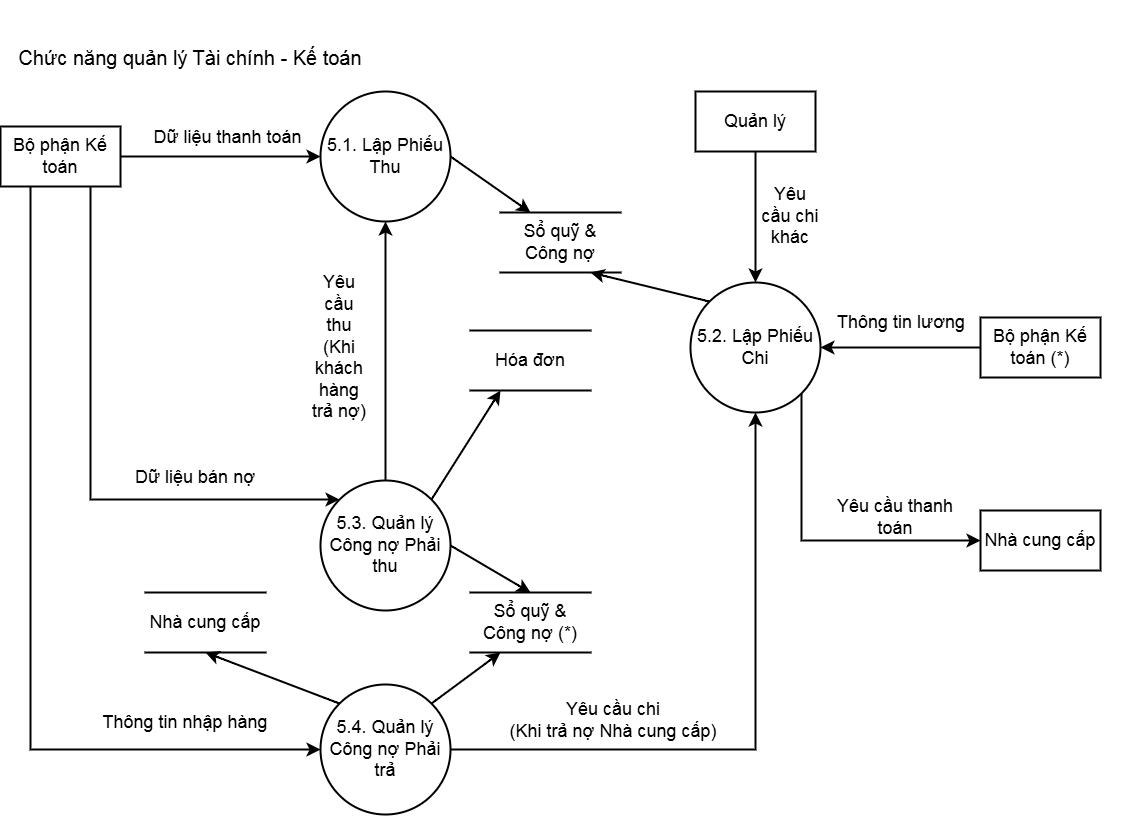 Chức năng quản lý Tài chính - Kế toán
Bộ phận Kế
toán
Dữ liệu thanh toán
5.1. Lập Phiếu
Thu
Quản lý
Yêu
cầu chi
khác
Sổ quỹ &
Công nợ
Yêu
cầu
thu
(Khi
khách
hàng
trả nợ)
Hóa đơn
5.2. Lập Phiếu
Chi
Thông tin lương
Bộ phận Kế
toán (*)
Dữ liệu bán nợ
5.3. Quản lý
Công nợ Phải
thu
Yêu cầu thanh
toán
Nhà cung cấp
Nhà cung cấp
Sổ quỹ &
Công nợ (*)
Thông tin nhập hàng
5.4. Quản lý
Công nợ Phải
trả
Yêu cầu chi
(Khi trả nợ Nhà cung cấp)